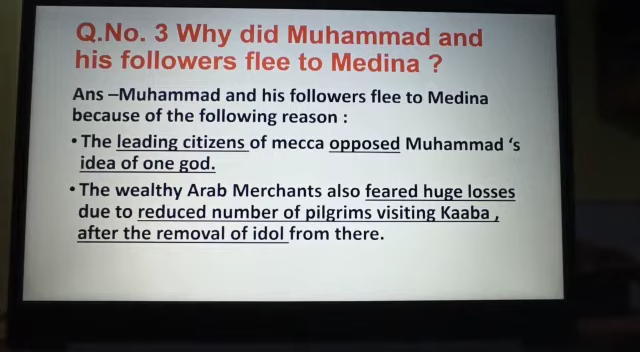 Q.No. 3 Why did Muhammad and
his followers flee to Medina ?
Ans –Muhammad and his followers flee to Medina
because of the following reason :
• The leading citizens of mecca opposed Muhammad ‘s
idea of one god.
• The wealthy Arab Merchants also feared huge losses
due to reduced number of pilgrims visiting Kaaba ,
after the removal of idol from there.